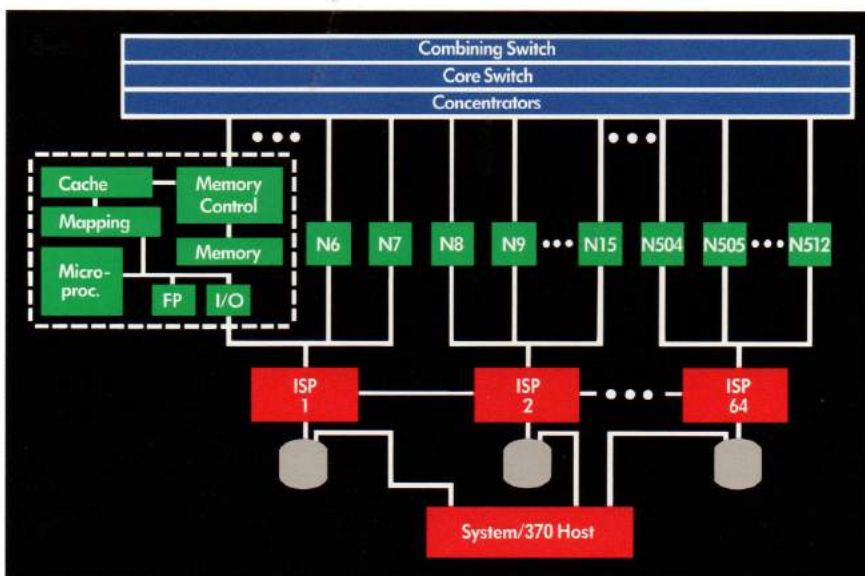 Combining Switch
Core Switch
Concentrators
Cache
Memory
Control
Mapping
Memory
Micro-
proc.
FP
I/O
N6
N7
N8
N9
N15
N504
N505
N512
ISP
1
ISP
2
ISP
64
System/370 Host